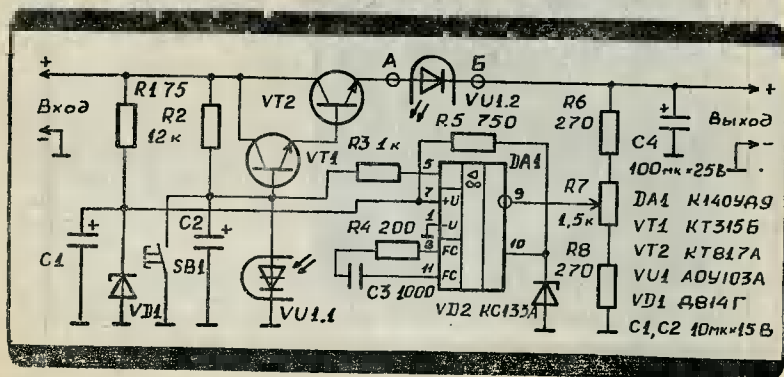 +
А
Б
+
R1 75
R2
12к
Вход
-
VT2
VU1.2
R5 750
R6
270
C4
Выход
-
100мк×25В
VT1
R3 1к
DA1
5
▷∞
7
+U
9
1
-U
R4 200
3
FC
10
11
FC
C3 1000
R7
1,5к
R8
270
+
C1
+
C2
SB1
VD1
VU1.1
VD2 КС133А
DA1 К140УД9
VT1 КТ315Б
VT2 КТ817А
VU1 АОУ103А
VD1 Д814Г
C1, C2 10мк×15В